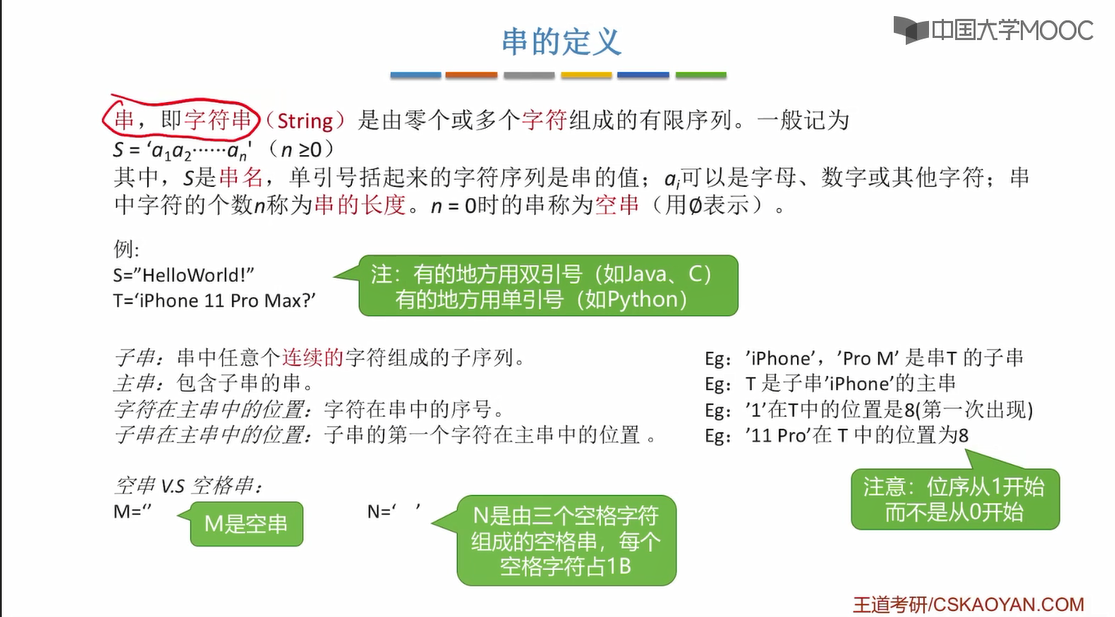 中国大学MOOC
串的定义
串，即字符串（String）是由零个或多个字符组成的有限序列。一般记为
S = ‘a1a2······an' （n ≥0）
其中，S是串名，单引号括起来的字符序列是串的值；ai可以是字母、数字或其他字符；串
中字符的个数n称为串的长度。n = 0时的串称为空串（用∅表示）。
例:
S=”HelloWorld!”
T=‘iPhone 11 Pro Max?’
注：有的地方用双引号（如Java、C）
有的地方用单引号（如Python）
子串：串中任意个连续的字符组成的子序列。
Eg：’iPhone’，’Pro M’ 是串T 的子串
主串：包含子串的串。
Eg：T 是子串’iPhone’的主串
字符在主串中的位置：字符在串中的序号。
Eg：’1’在T中的位置是8(第一次出现)
子串在主串中的位置：子串的第一个字符在主串中的位置 。
Eg：’11 Pro’在 T 中的位置为8
注意：位序从1开始
而不是从0开始
空串 V.S 空格串：
M=‘’
M是空串
N=‘   ’
N是由三个空格字符
组成的空格串，每个
空格字符占1B
王道考研/CSKAOYAN.COM